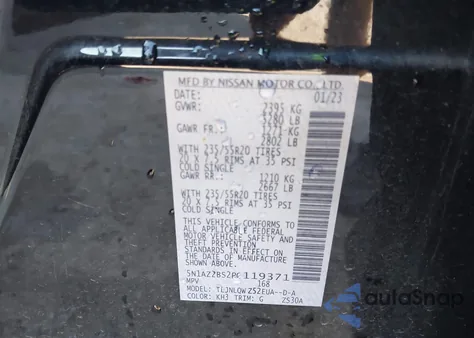 MFD BY NISSAN MOTOR CO., LTD.
DATE: 01/23
GVWR: 2395 KG
5280 LB
GAWR FR.: 1271 KG
2802 LB
WITH 235/55R20 TIRES
20 X 7.5 RIMS AT 35 PSI
COLD SINGLE
GAWR RR.: 1210 KG
2667 LB
WITH 235/55R20 TIRES
20 X 7.5 RIMS AT 35 PSI
COLD SINGLE
THIS VEHICLE CONFORMS TO
ALL APPLICABLE FEDERAL
MOTOR VEHICLE SAFETY AND
THEFT PREVENTION
STANDARDS IN EFFECT ON THE
DATE OF MANUFACTURE
SHOWN ABOVE.
5N1AZ2BS2PC119371
MPV 168
MODEL: TLJNLOW Z52EUA--D-A
COLOR: KH3 TRIM: G Z530A
autoSnap